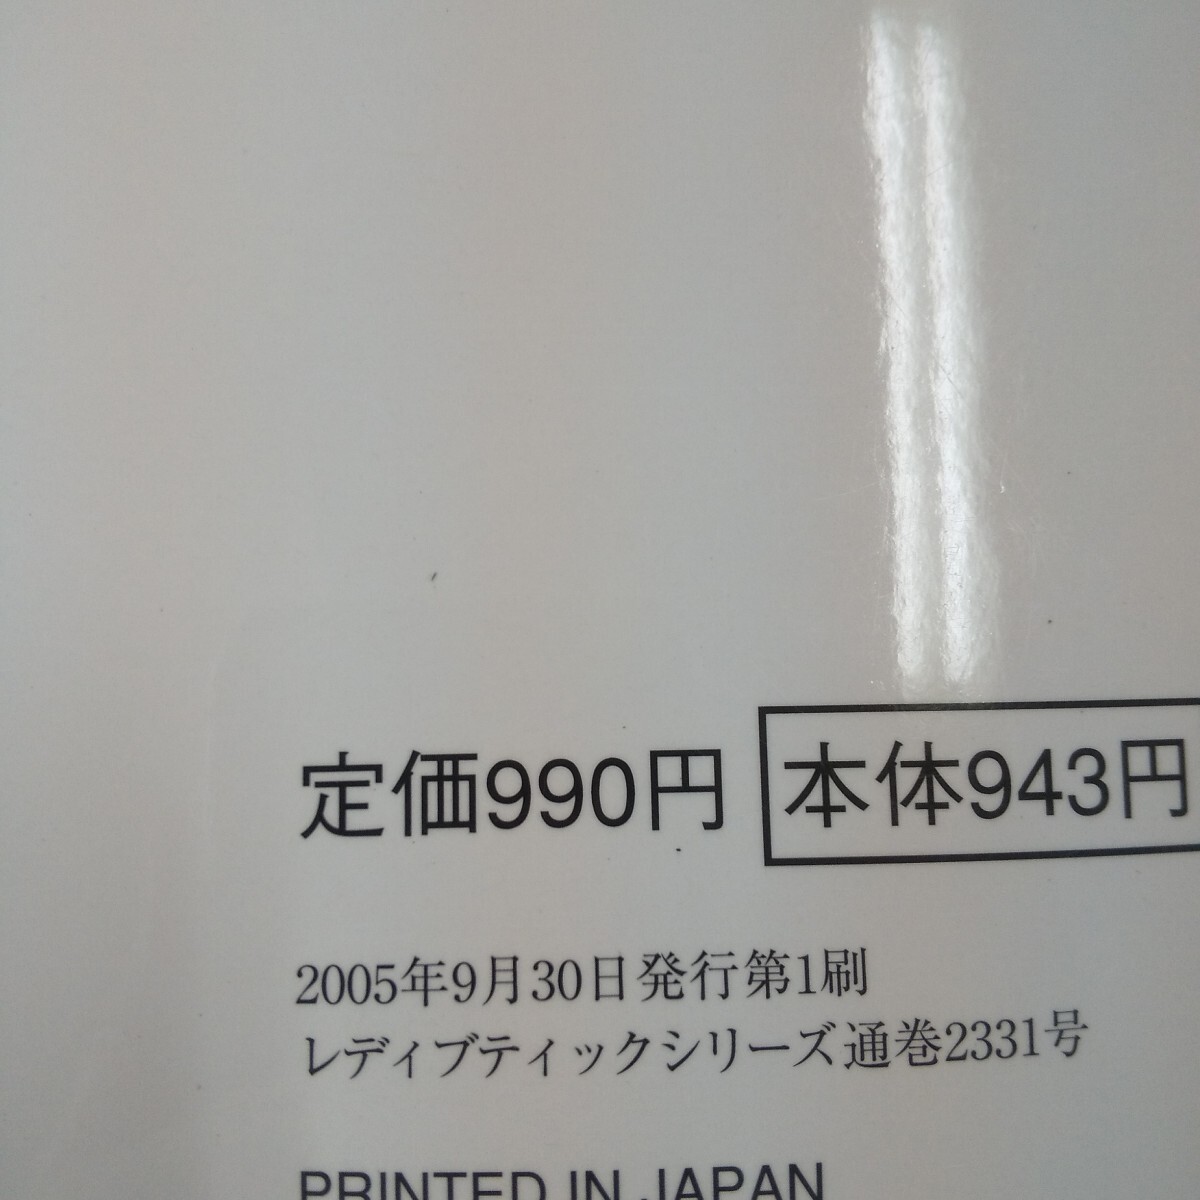 定価990円 本体943円
2005年9月30日発行第1刷
レディブティックシリーズ通巻2331号
PRINTED IN JAPAN